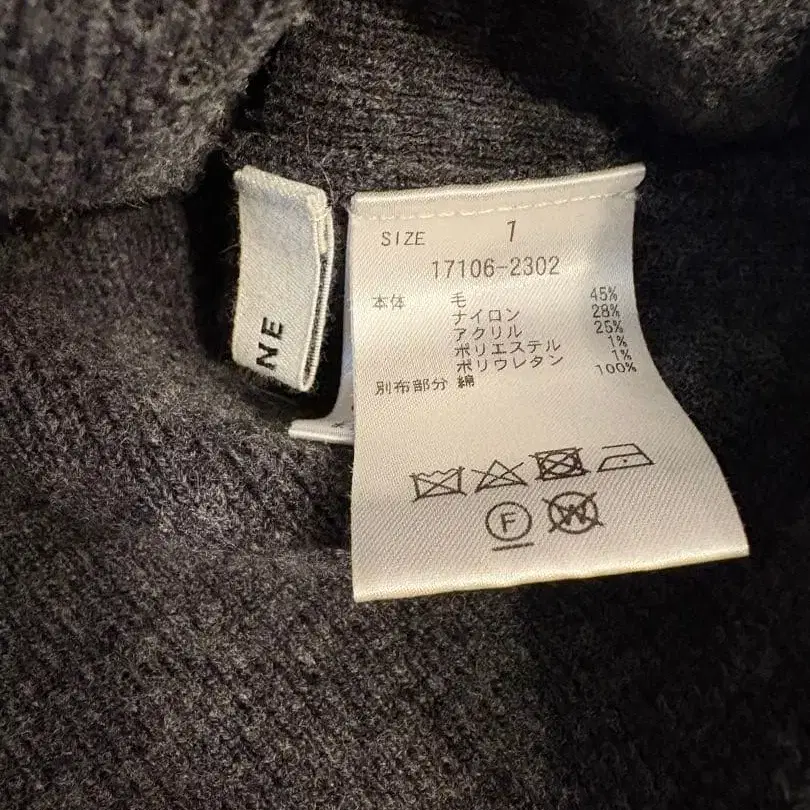 NE
SIZE 1
17106-2302
本体 毛 45%
ナイロン 28%
アクリル 25%
ポリエステル 1%
ポリウレタン 1%
別布部分 綿 100%
F
W